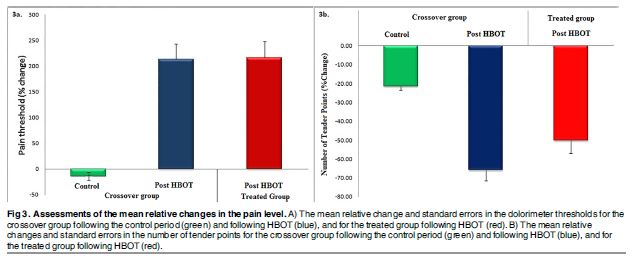 3a.
Pain threshold (% change)
300
250
200
150
100
50
0
-50
Control
Post HBOT
Post HBOT
Crossover group
Treated Group
3b.
Crossover group
Treated group
Control
Post HBOT
Post HBOT
Number of Tender Points (%Change)
0.00
-10.00
-20.00
-30.00
-40.00
-50.00
-60.00
-70.00
-80.00
Fig 3. Assessments of the mean relative changes in the pain level. A) The mean relative change and standard errors in the dolorimeter thresholds for the
crossover group following the control period (green) and following HBOT (blue), and for the treated group following HBOT (red). B) The mean relative
changes and standard errors in the number of tender points for the crossover group following the control period (green) and following HBOT (blue), and for
the treated group following HBOT (red).